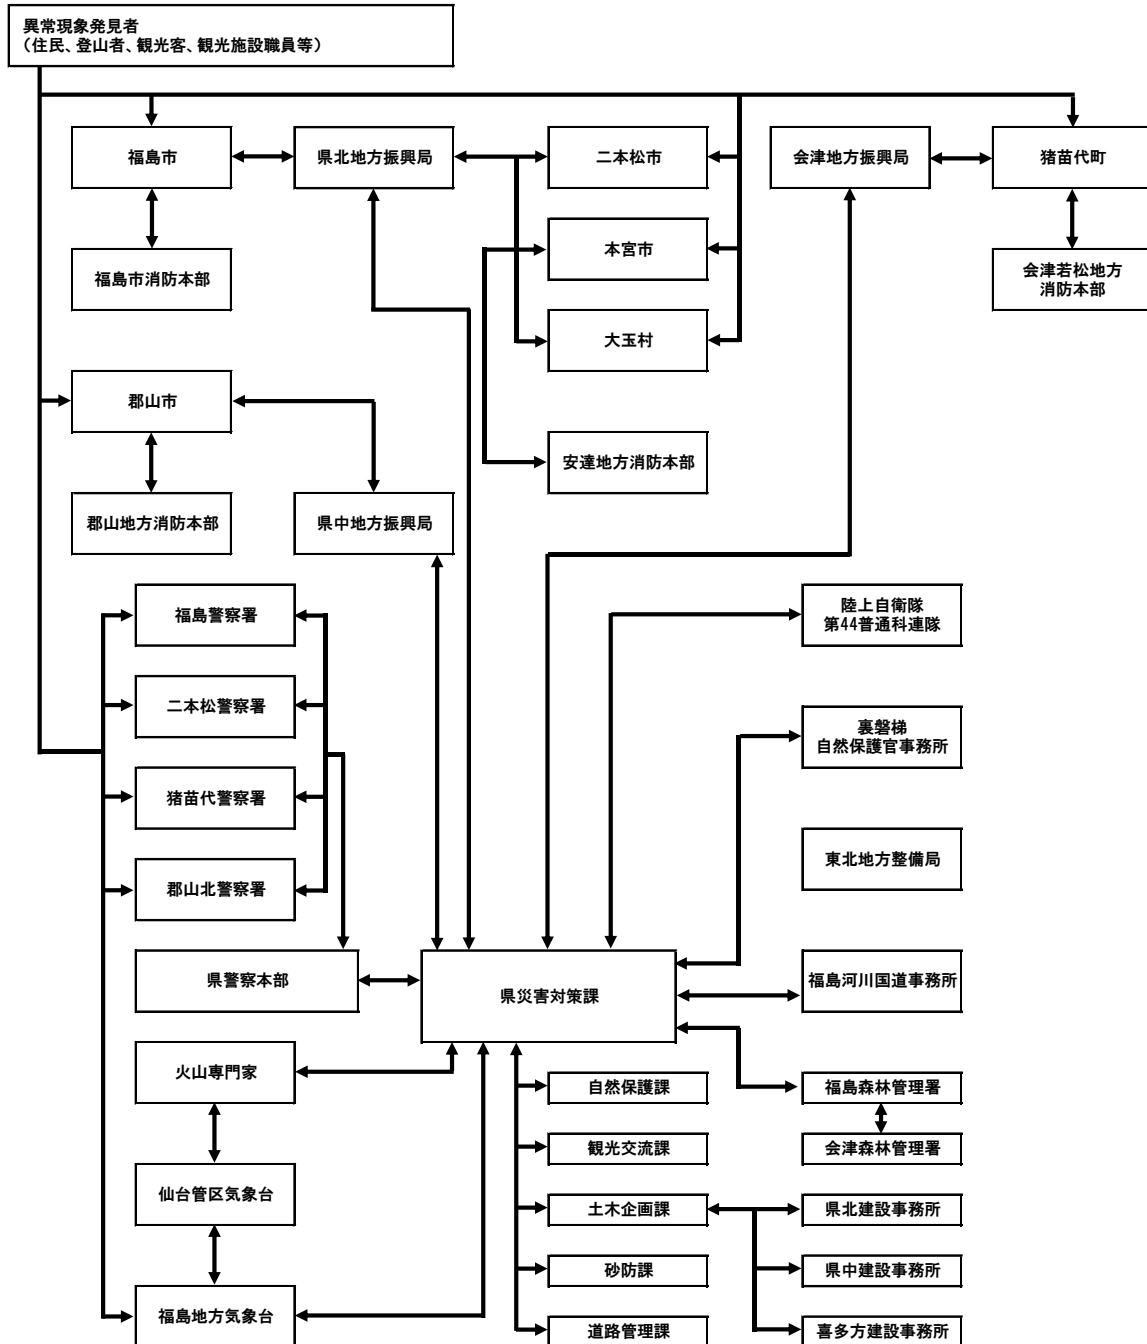 異常現象発見者
(住民、登山者、観光客、観光施設職員等)
福島市
県北地方振興局
二本松市
会津地方振興局
猪苗代町
福島市消防本部
本宮市
会津若松地方
消防本部
大玉村
郡山市
安達地方消防本部
郡山地方消防本部
県中地方振興局
福島警察署
陸上自衛隊
第44普通科連隊
二本松警察署
裏磐梯
自然保護官事務所
猪苗代警察署
東北地方整備局
郡山北警察署
県警察本部
県災害対策課
福島河川国道事務所
火山専門家
自然保護課
福島森林管理署
観光交流課
会津森林管理署
仙台管区気象台
土木企画課
県北建設事務所
砂防課
県中建設事務所
福島地方気象台
道路管理課
喜多方建設事務所